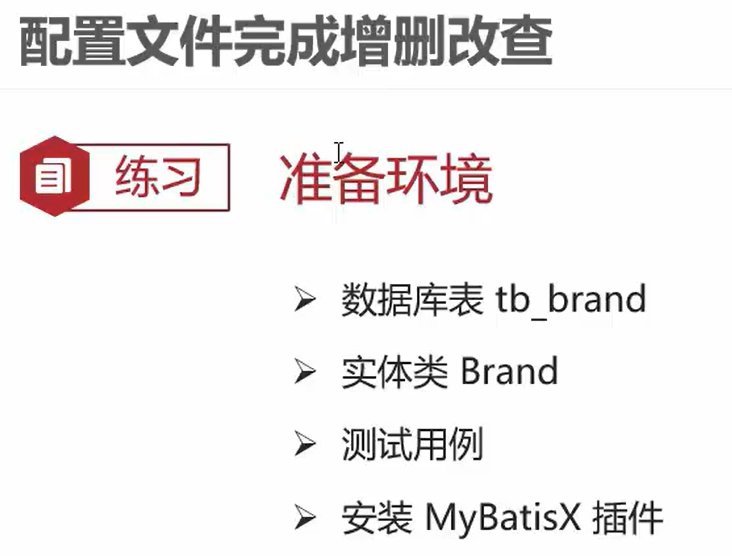 配置文件完成增删改查
练习
准备环境
数据库表 tb_brand
实体类 Brand
测试用例
安装 MyBatisX 插件